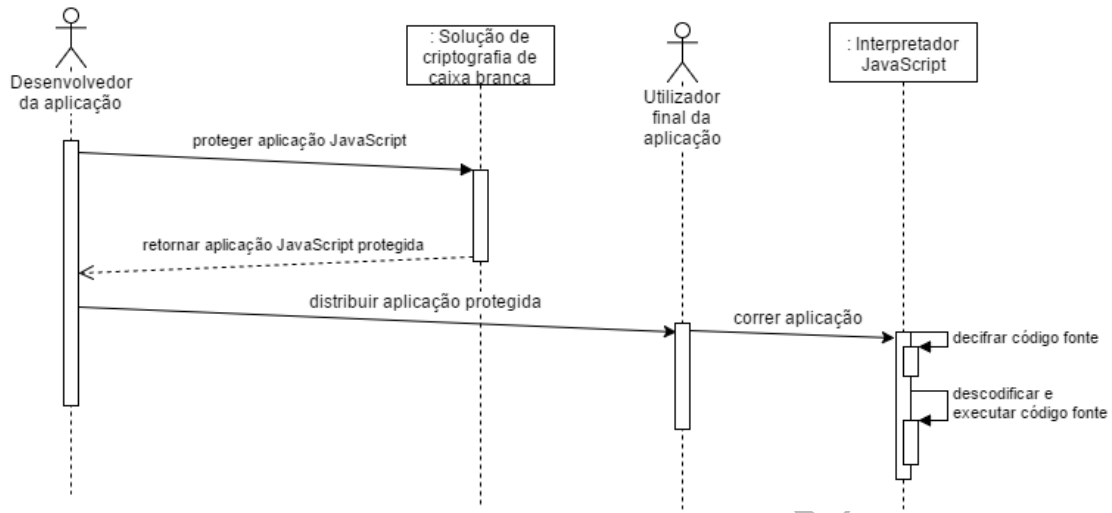 : Solução de
criptografia de
caixa branca
: Interpretador
JavaScript
Desenvolvedor
da aplicação
Utilizador
final da
aplicação
proteger aplicação JavaScript
retornar aplicação JavaScript protegida
distribuir aplicação protegida
correr aplicação
decifrar código fonte
descodificar e
executar código fonte